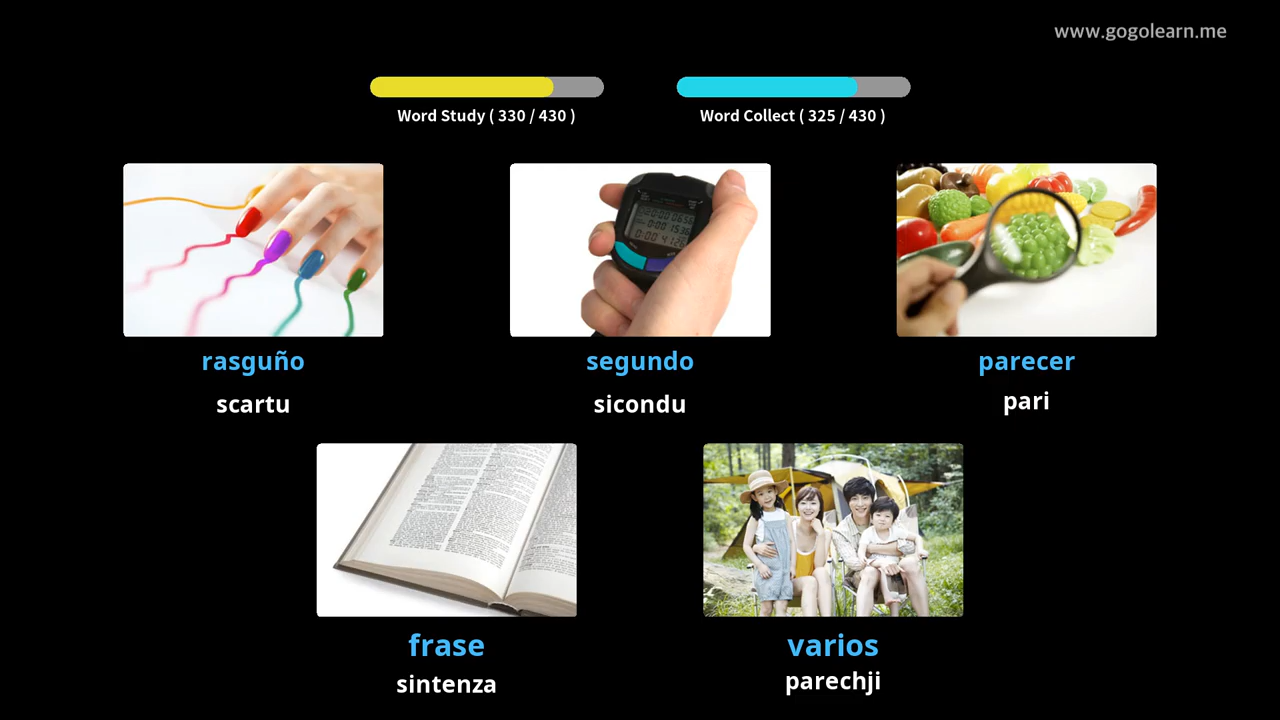 www.gogolearn.me
Word Study ( 330 / 430 )
Word Collect ( 325 / 430 )
rasguño
scartu
segundo
sicondu
parecer
pari
frase
sintenza
varios
parechji